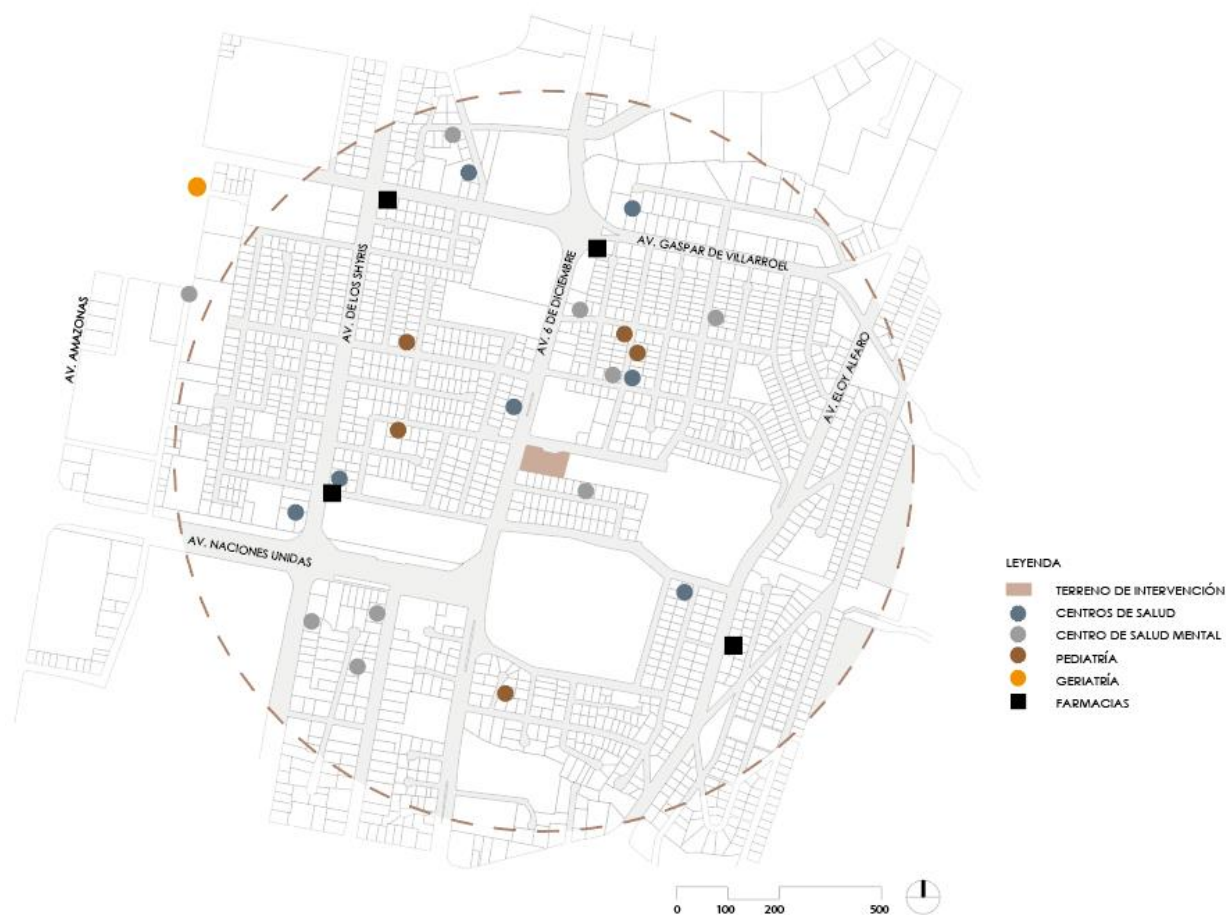 AV. GASPAR DE VILLARROEL
AV. DE LOS SHYRIS
AV. 6 DE DICIEMBRE
AV. AMAZONAS
AV. ELOY ALFARO
AV. NACIONES UNIDAS
LEYENDA
TERRENO DE INTERVENCIÓN
CENTROS DE SALUD
CENTRO DE SALUD MENTAL
PEDIATRÍA
GERIATRÍA
FARMACIAS
0 100 200 500